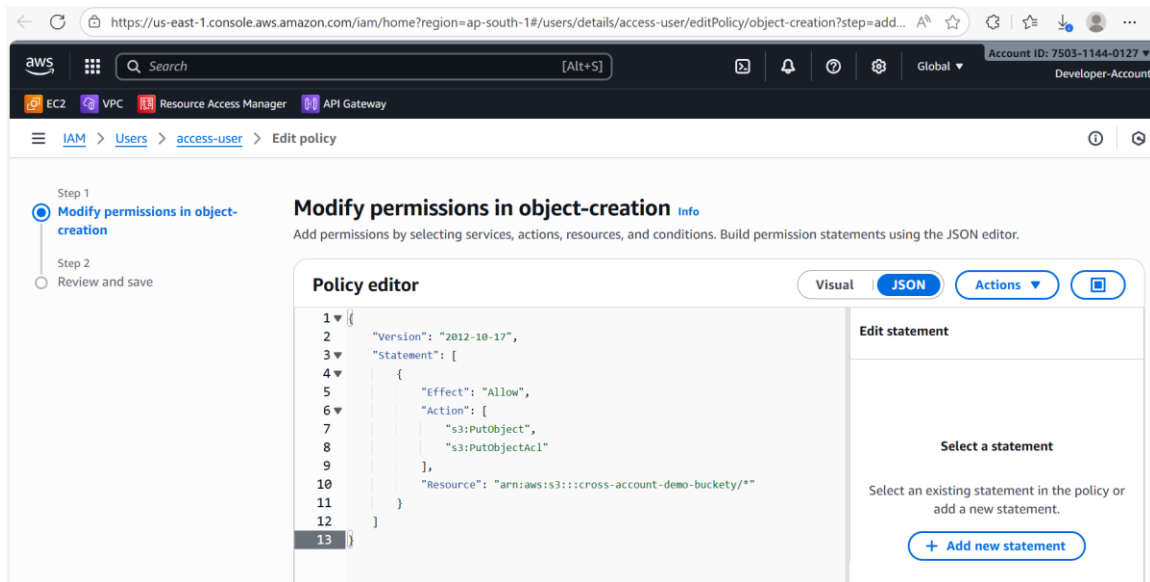 https://us-east-1.console.aws.amazon.com/iam/home?region=ap-south-1#/users/details/access-user/editPolicy/object-creation?step=add...
aws
Search
[Alt+S]
Global
Account ID: 7503-1144-0127
Developer-Account
EC2 VPC Resource Access Manager API Gateway
IAM > Users > access-user > Edit policy
Step 1
Modify permissions in object-
creation
Step 2
Review and save
Modify permissions in object-creation Info
Add permissions by selecting services, actions, resources, and conditions. Build permission statements using the JSON editor.
Policy editor
Visual
JSON
Actions
1 {
2 "Version": "2012-10-17",
3 "Statement": [
4 {
5 "Effect": "Allow",
6 "Action": [
7 "s3:PutObject",
8 "s3:PutObjectAcl"
9 ],
10 "Resource": "arn:aws:s3:::cross-account-demo-buckety/*"
11 }
12 ]
13 }
Edit statement
Select a statement
Select an existing statement in the policy or
add a new statement.
+ Add new statement